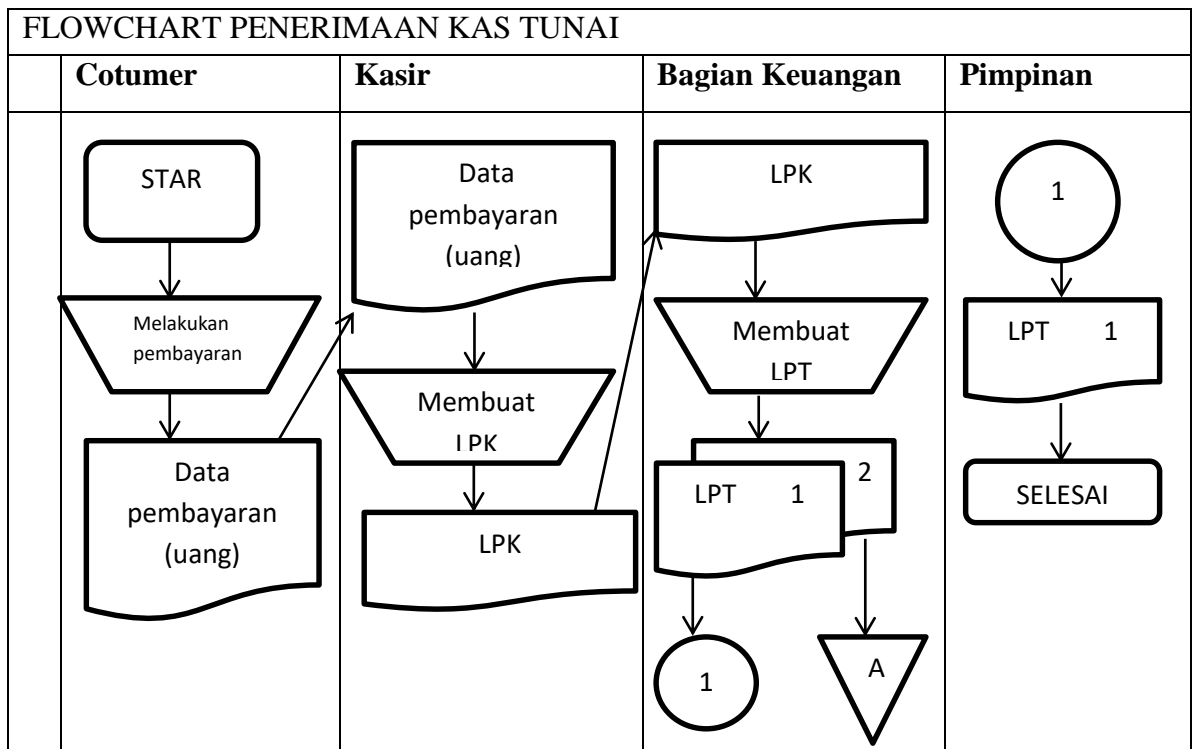 FLOWCHART PENERIMAAN KAS TUNAI
Cotumer
Kasir
Bagian Keuangan
Pimpinan
STAR
Melakukan
pembayaran
Data
pembayaran
(uang)
Data
pembayaran
(uang)
Membuat
LPK
LPK
LPK
Membuat
LPT
LPT 1
2
1
A
1
LPT 1
SELESAI